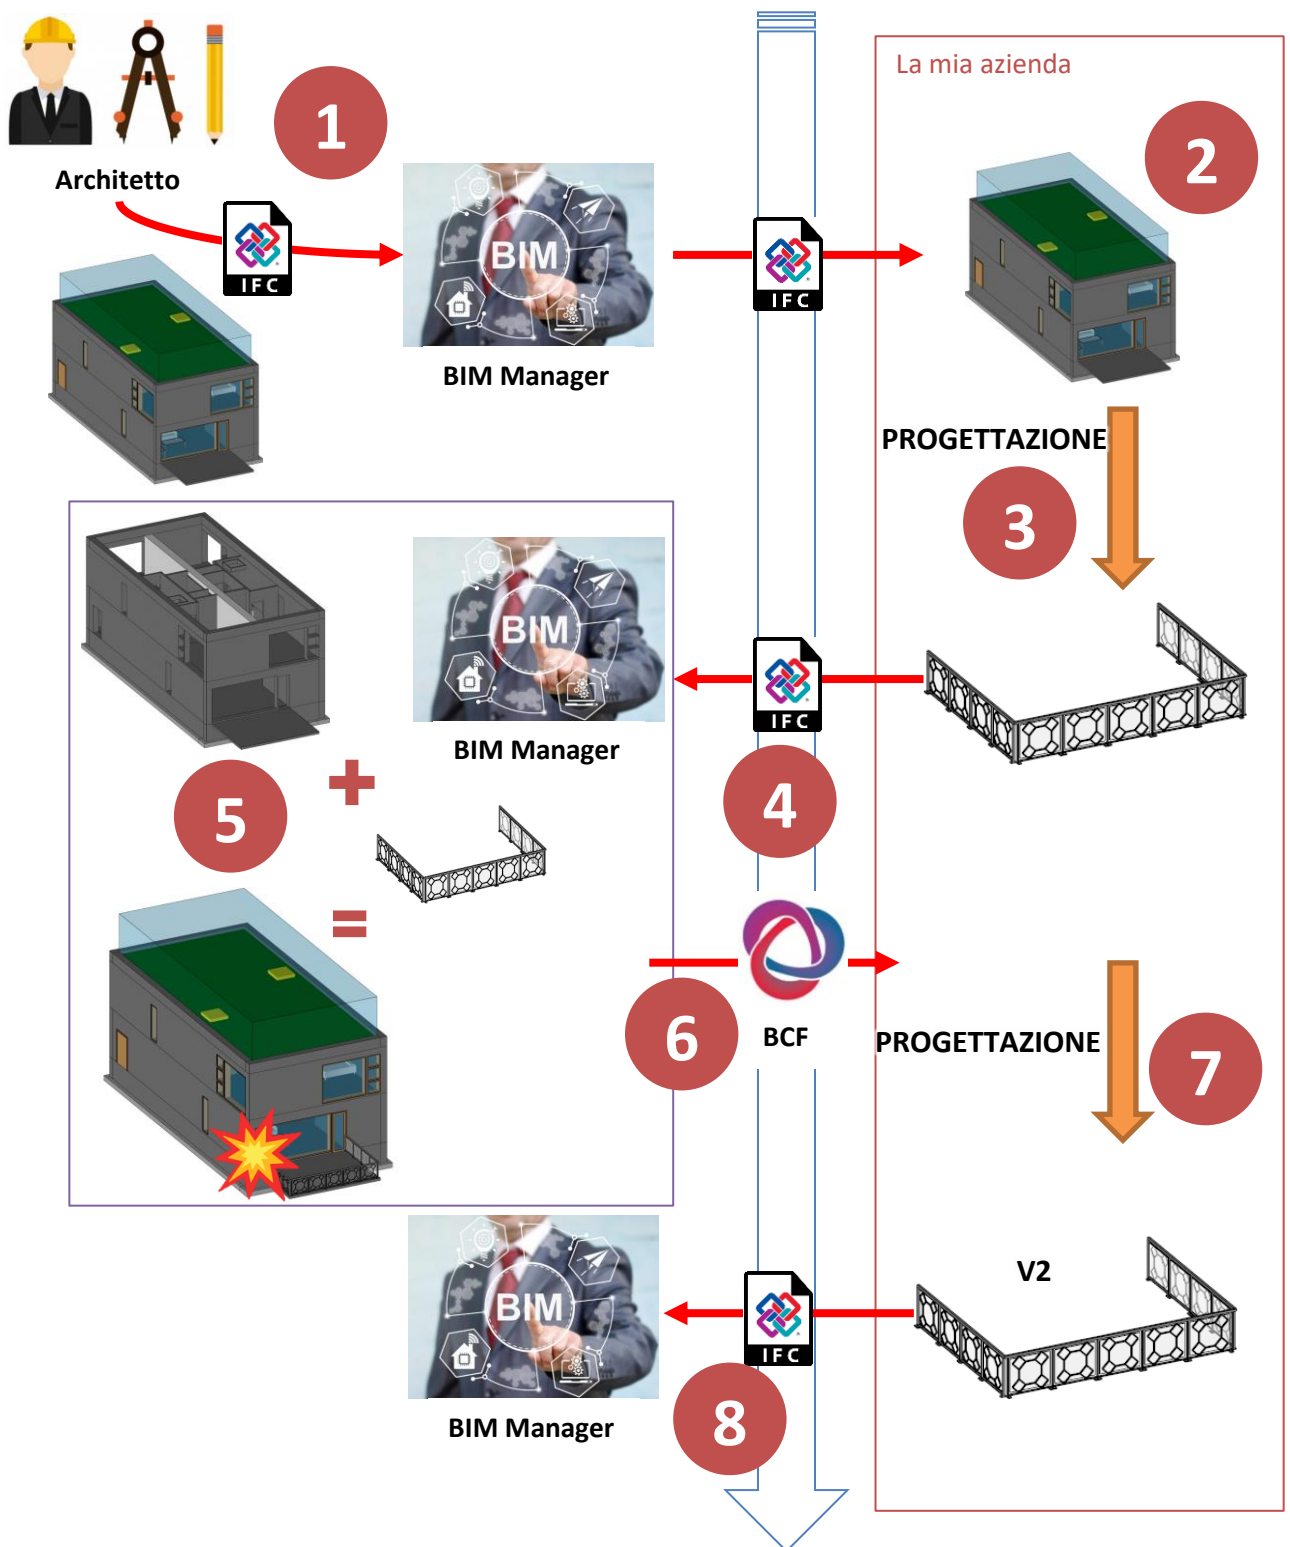 La mia azienda
1
2
Architetto
IFC
BIM
IFC
BIM Manager
PROGETTAZIONE
3
BIM
IFC
BIM Manager
4
5
+
=
6
BCF
PROGETTAZIONE
7
V2
BIM
IFC
BIM Manager
8